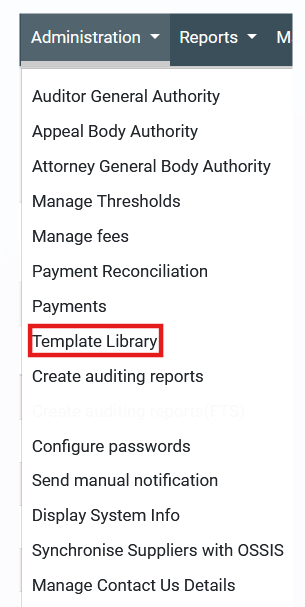 Administration Reports M
Auditor General Authority
Appeal Body Authority
Attorney General Body Authority
Manage Thresholds
Manage fees
Payment Reconciliation
Payments
Template Library
Create auditing reports
Create auditing reports(TTS)
Configure passwords
Send manual notification
Display System Info
Synchronise Suppliers with OSSIS
Manage Contact Us Details